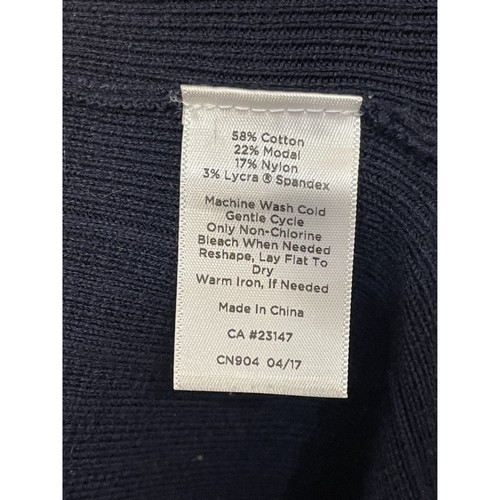 58% Cotton
22% Modal
17% Nylon
3% Lycra ® Spandex
Machine Wash Cold
Gentle Cycle
Only Non-Chlorine
Bleach When Needed
Reshape, Lay Flat To
Dry
Warm Iron, If Needed
Made In China
CA #23147
CN904 04/17